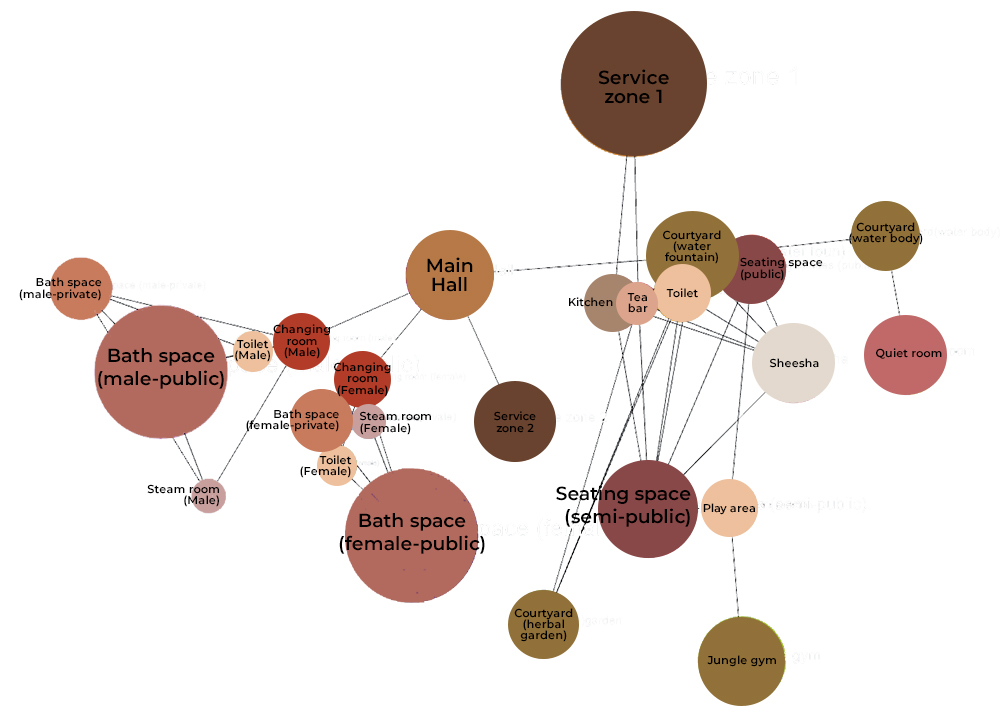 Service
zone 1
Courtyard
(water
fountain)
Courtyard
(water body)
Seating space
(public)
Main
Hall
Bath space
(male-private)
Kitchen
Tea
bar
Toilet
Changing
room
(Male)
Toilet
(Male)
Bath space
(male-public)
Quiet room
Sheesha
Changing
room
(Female)
Bath space
(female-private)
Steam room
(Female)
Service
zone 2
Toilet
(Female)
Steam room
(Male)
Seating space
(semi-public)
Play area
Bath space
(female-public)
Courtyard
(herbal
garden)
Jungle gym